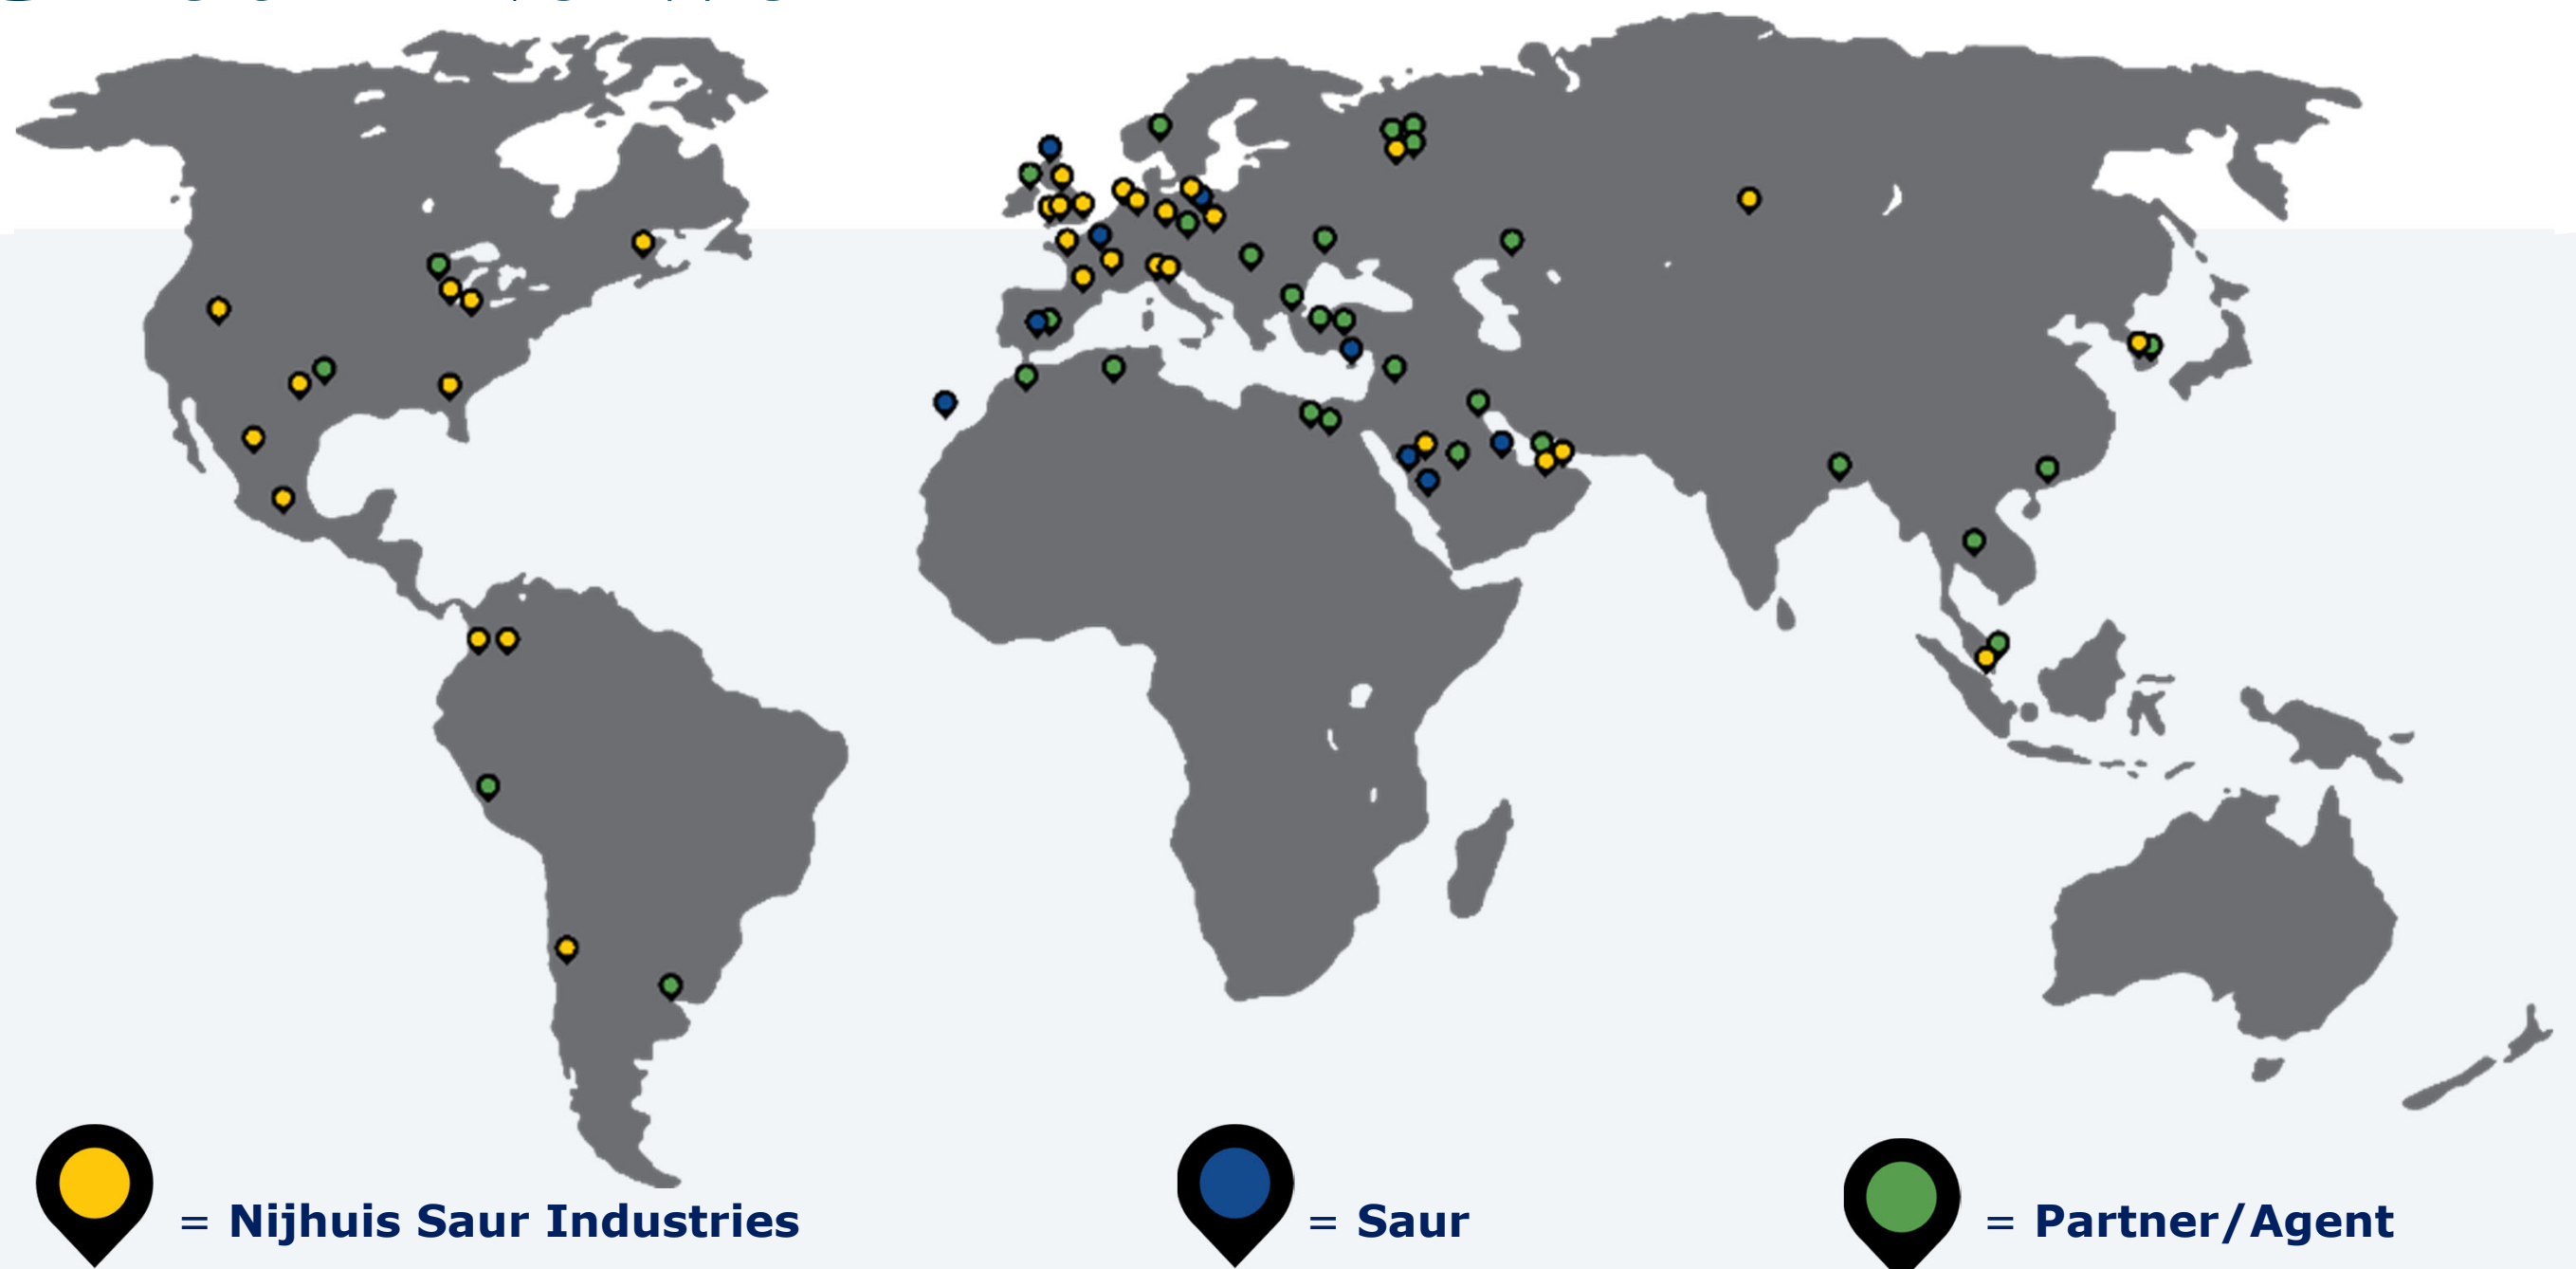 = Nijhuis Saur Industries
= Saur
= Partner/Agent